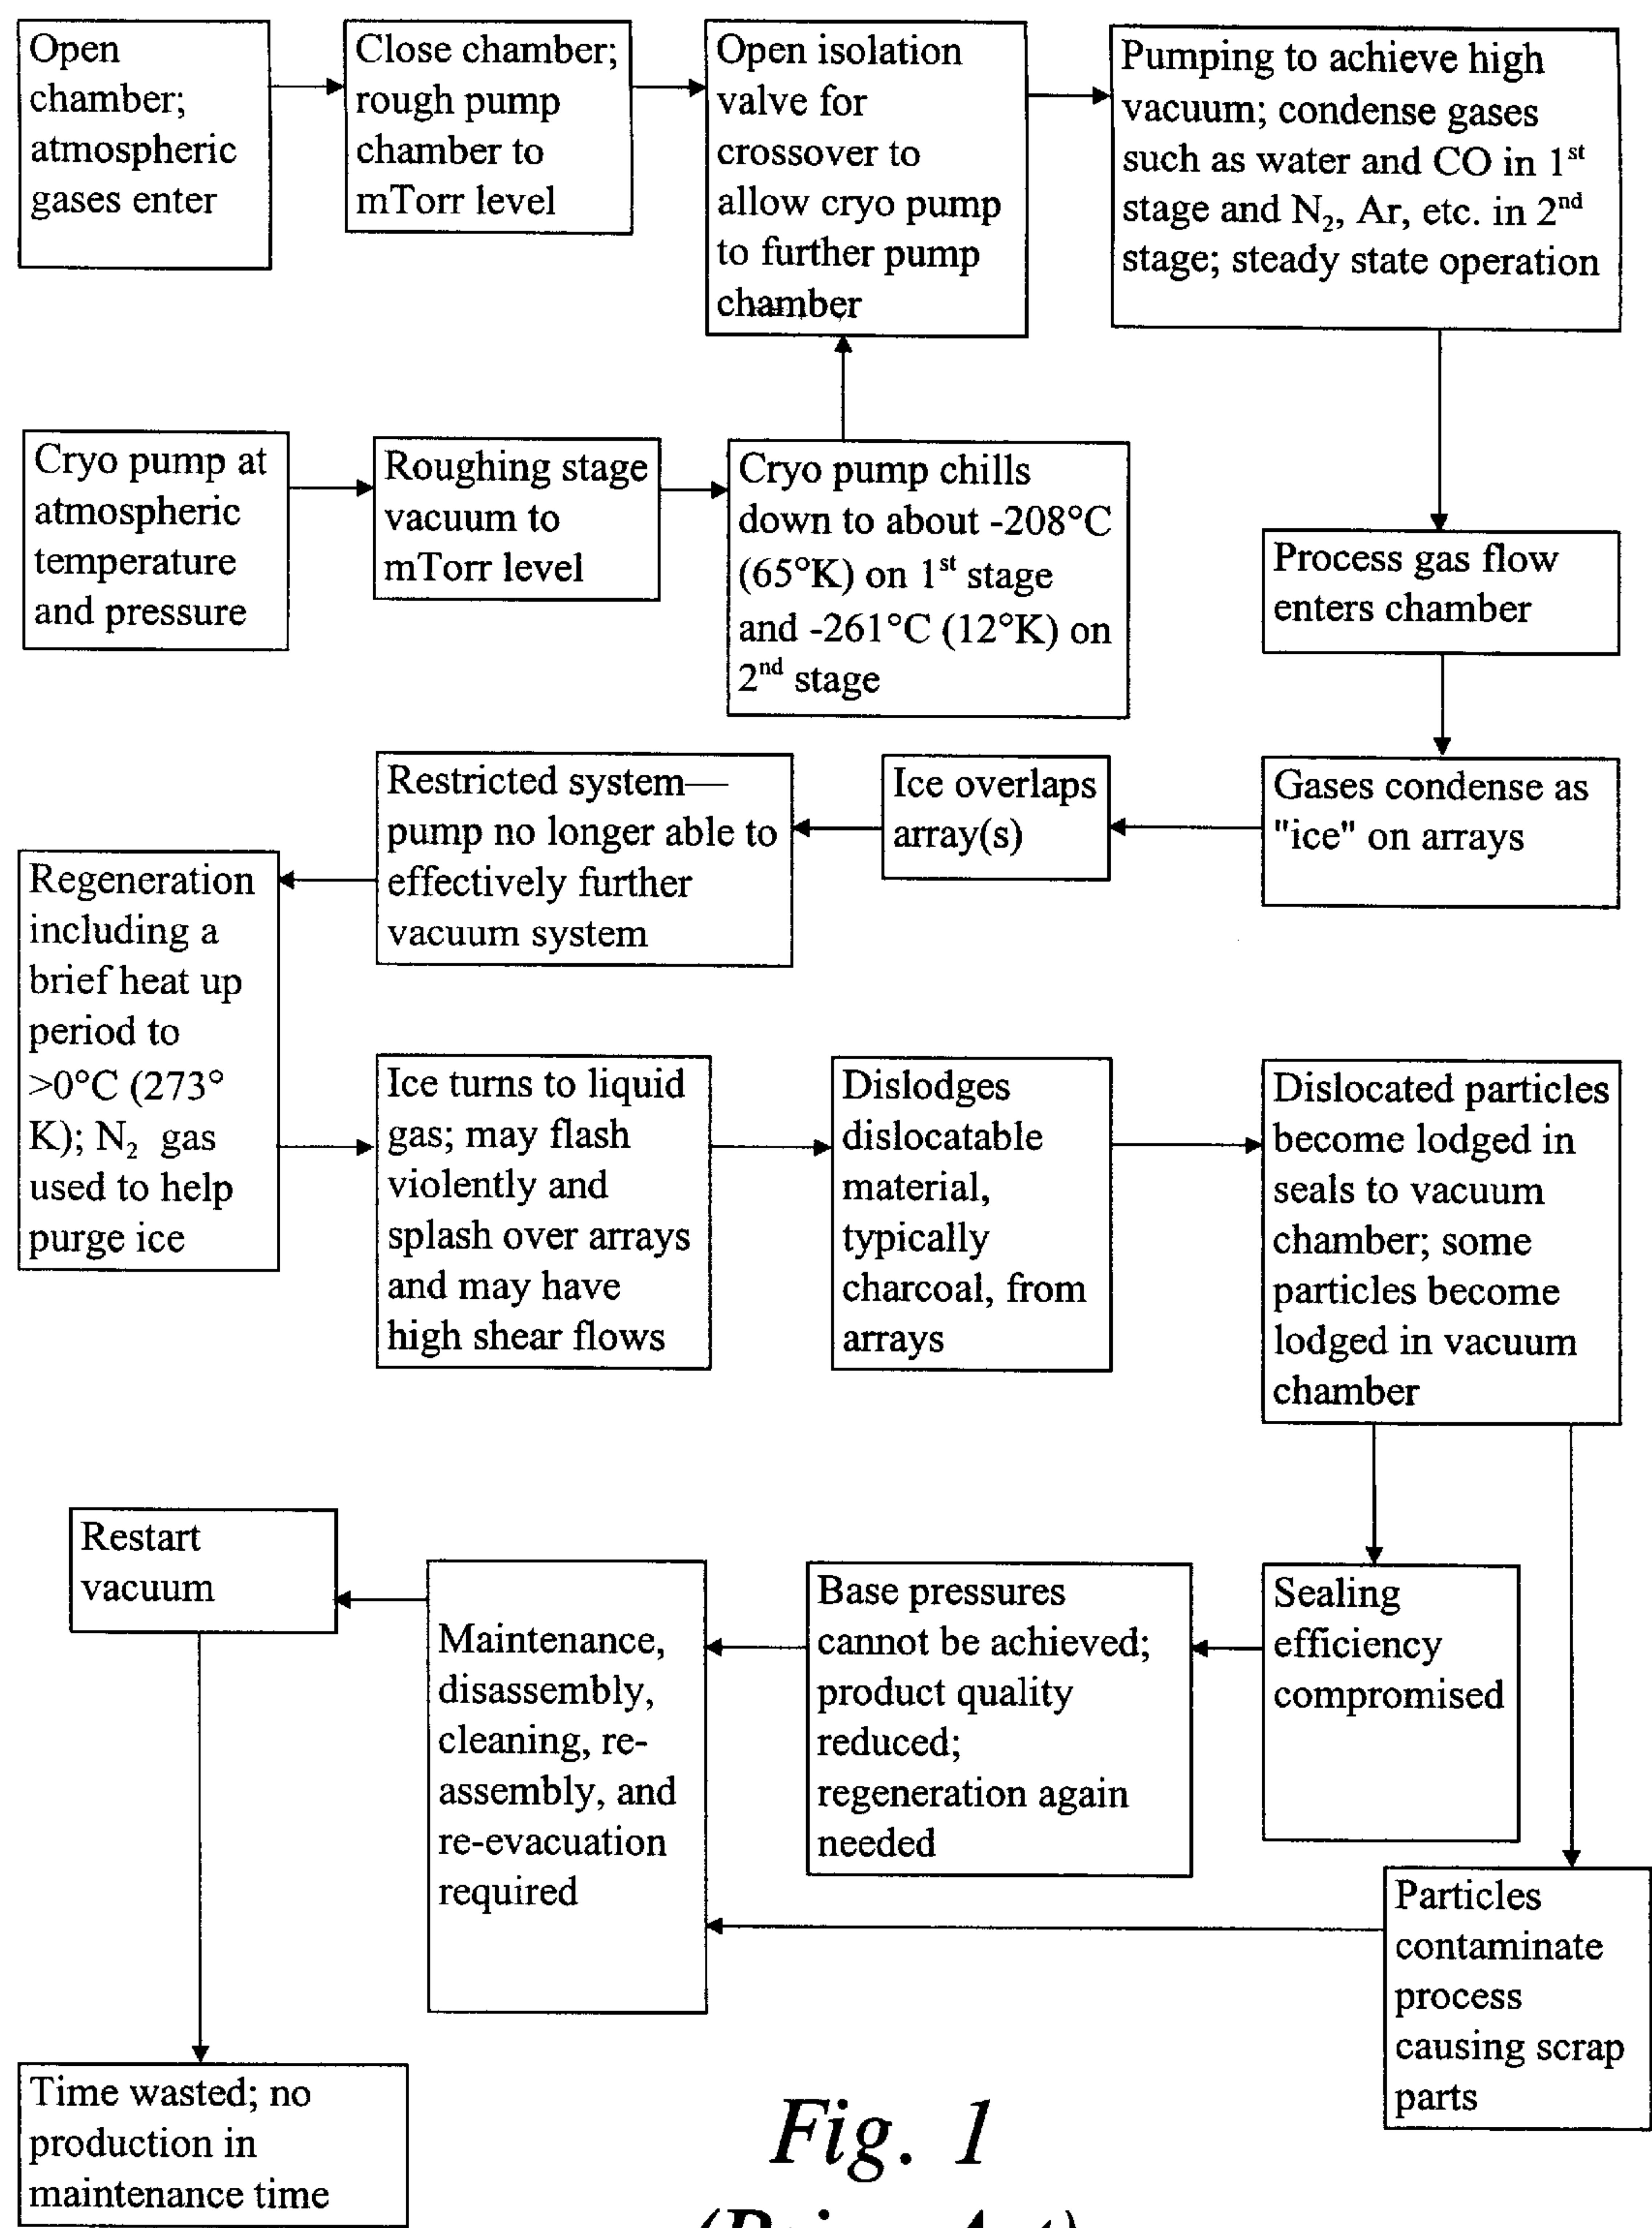 Open
chamber;
atmospheric
gases enter
Close chamber;
rough pump
chamber to
mTorr level
Open isolation
valve for
crossover to
allow cryo pump
to further pump
chamber
Pumping to achieve high
vacuum; condense gases
such as water and CO in 1st
stage and N₂, Ar, etc. in 2nd
stage; steady state operation
Cryo pump at
atmospheric
temperature
and pressure
Roughing stage
vacuum to
mTorr level
Cryo pump chills
down to about -208°C
(65°K) on 1st stage
and -261°C (12°K) on
2nd stage
Process gas flow
enters chamber
Gases condense as
"ice" on arrays
Ice overlaps
array(s)
Restricted system—
pump no longer able to
effectively further
vacuum system
Regeneration
including a
brief heat up
period to
>0°C (273°
K); N₂ gas
used to help
purge ice
Ice turns to liquid
gas; may flash
violently and
splash over arrays
and may have
high shear flows
Dislodges
dislocatable
material,
typically
charcoal, from
arrays
Dislocated particles
become lodged in
seals to vacuum
chamber; some
particles become
lodged in vacuum
chamber
Sealing
efficiency
compromised
Base pressures
cannot be achieved;
product quality
reduced;
regeneration again
needed
Particles
contaminate
process
causing scrap
parts
Maintenance,
disassembly,
cleaning, re-
assembly, and
re-evacuation
required
Restart
vacuum
Time wasted; no
production in
maintenance time
Fig. 1
(Prior Art)